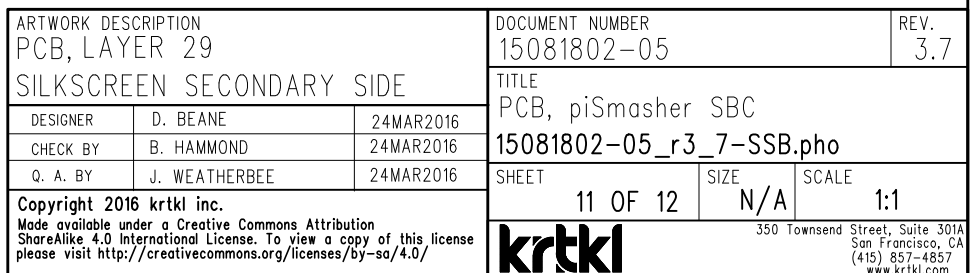 ARTWORK DESCRIPTION
PCB, LAYER 29
SILKSCREEN SECONDARY SIDE
DESIGNER D. BEANE 24MAR2016
CHECK BY B. HAMMOND 24MAR2016
Q. A. BY J. WEATHERBEE 24MAR2016
Copyright 2016 krtkl inc.
Made available under a Creative Commons Attribution
ShareAlike 4.0 International License. To view a copy of this license
please visit http://creativecommons.org/licenses/by-sa/4.0/
DOCUMENT NUMBER
15081802-05
REV.
3.7
TITLE
PCB, piSmasher SBC
15081802-05_r3_7-SSB.pho
SHEET
11 OF 12
SIZE
N/A
SCALE
1:1
krtkl
350 Townsend Street, Suite 301A
San Francisco, CA
(415) 857-4857
www.krtkl.com